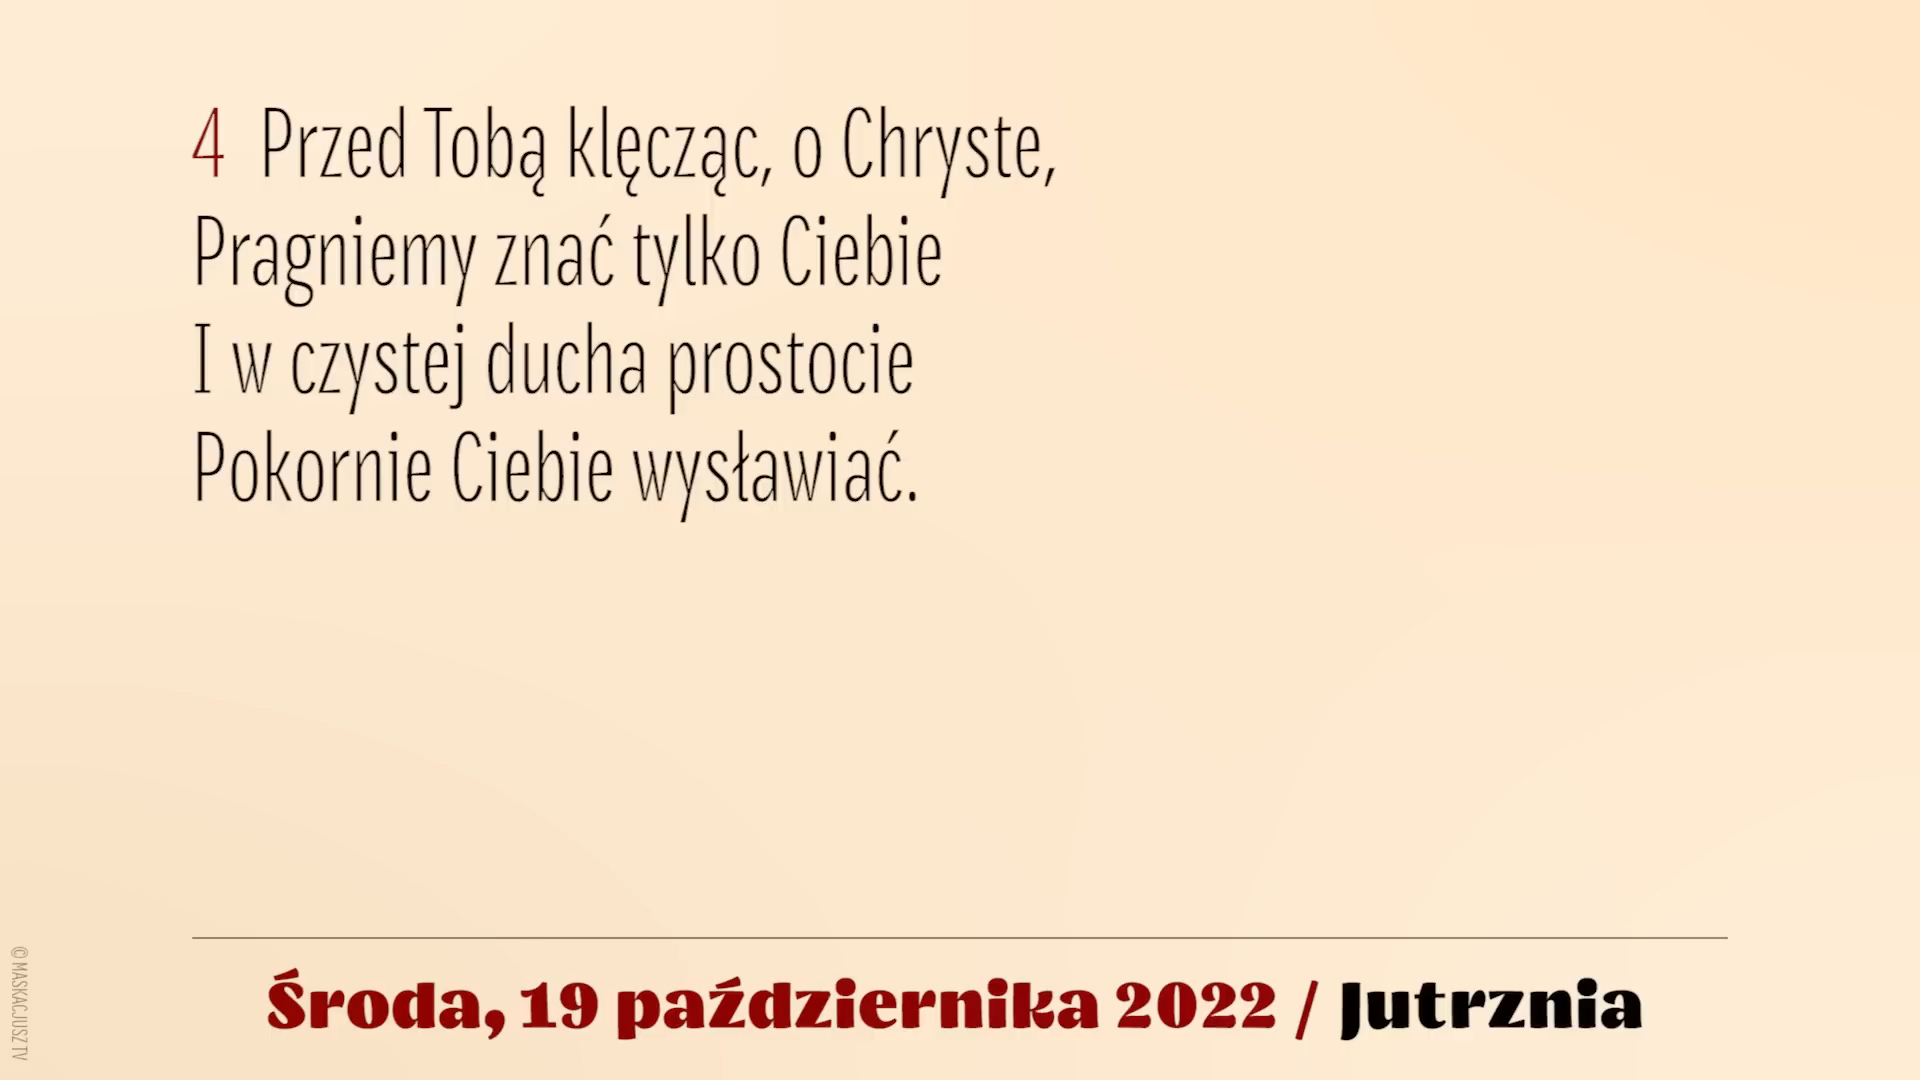 4 Przed Tobą klęcząc, o Chryste,
Pragniemy znać tylko Ciebie
I w czystej ducha prostocie
Pokornie Ciebie wysławiać.
Środa, 19 października 2022 / Jutrznia
© MASKACJUSZ TV